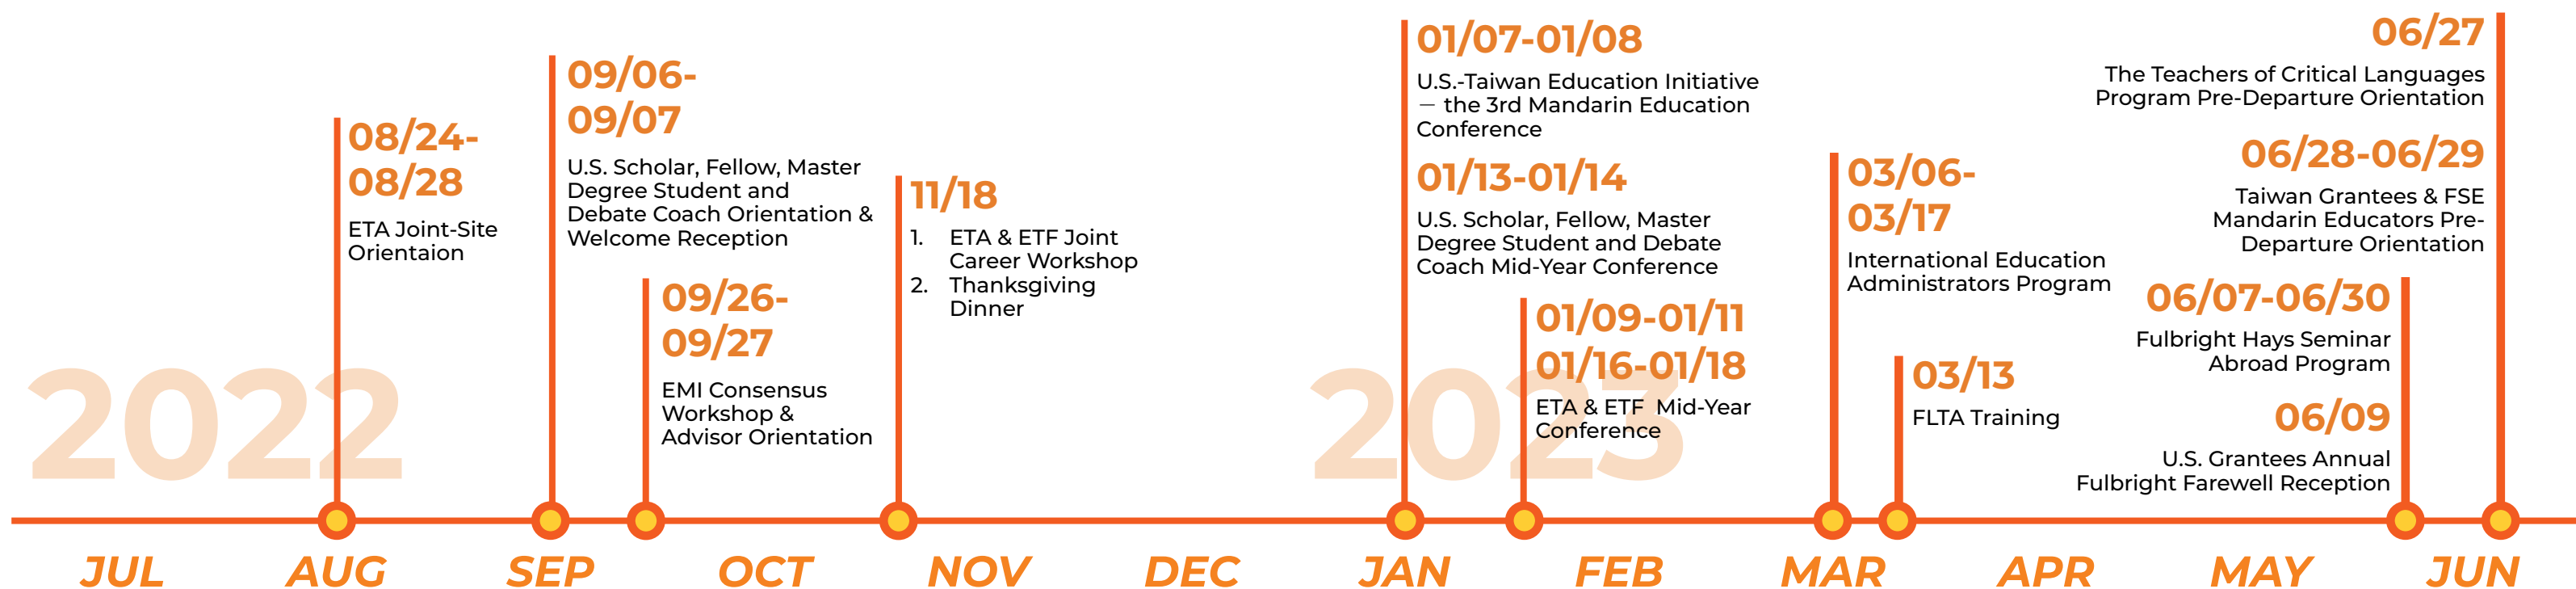 2022
08/24-
08/28
ETA Joint-Site
Orientaion
09/06-
09/07
U.S. Scholar, Fellow, Master
Degree Student and
Debate Coach Orientation &
Welcome Reception
09/26-
09/27
EMI Consensus
Workshop &
Advisor Orientation
11/18
1. ETA & ETF Joint
Career Workshop
2. Thanksgiving
Dinner
2023
01/07-01/08
U.S.-Taiwan Education Initiative
— the 3rd Mandarin Education
Conference
01/13-01/14
U.S. Scholar, Fellow, Master
Degree Student and Debate
Coach Mid-Year Conference
01/09-01/11
01/16-01/18
ETA & ETF Mid-Year
Conference
03/06-
03/17
International Education
Administrators Program
03/13
FLTA Training
06/27
The Teachers of Critical Languages
Program Pre-Departure Orientation
06/28-06/29
Taiwan Grantees & FSE
Mandarin Educators Pre-
Departure Orientation
06/07-06/30
Fulbright Hays Seminar
Abroad Program
06/09
U.S. Grantees Annual
Fulbright Farewell Reception
JUL AUG SEP OCT NOV DEC JAN FEB MAR APR MAY JUN